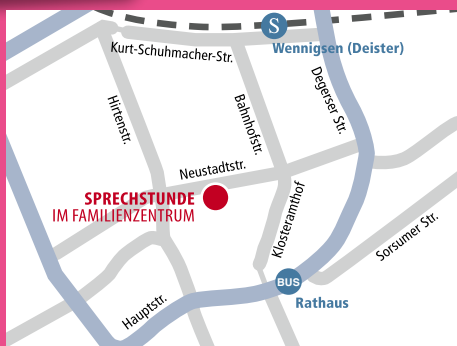 S
Wennigsen (Deister)
Kurt-Schuhmacher-Str.
Degerser Str.
Hirtenstr.
Bahnhofstr.
Neustadtstr.
SPRECHSTUNDE
IM FAMILIENZENTRUM
Klosteramthof
Sorsumer Str.
BUS
Rathaus
Hauptstr.